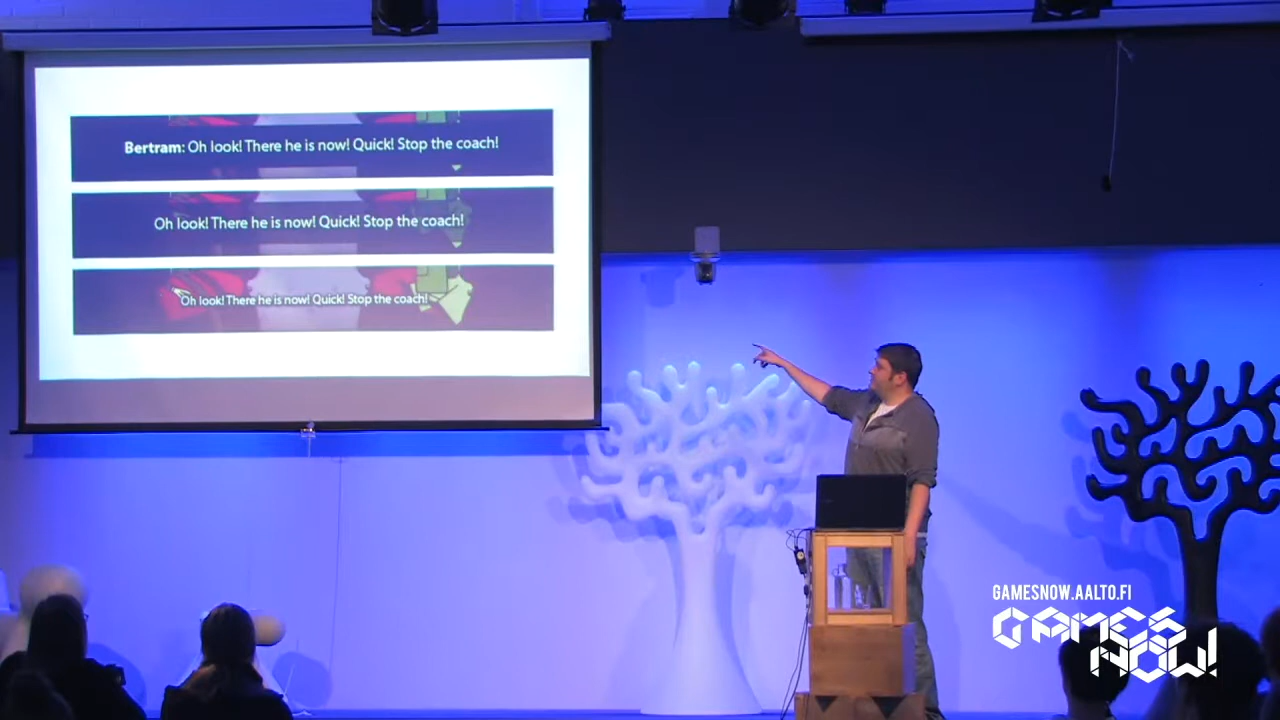 Bertram: Oh look! There he is now! Quick! Stop the coach!
Oh look! There he is now! Quick! Stop the coach!
Oh look! There he is now! Quick! Stop the coach!
GAMESNOW.AALTO.FI
GAMES
NOW!